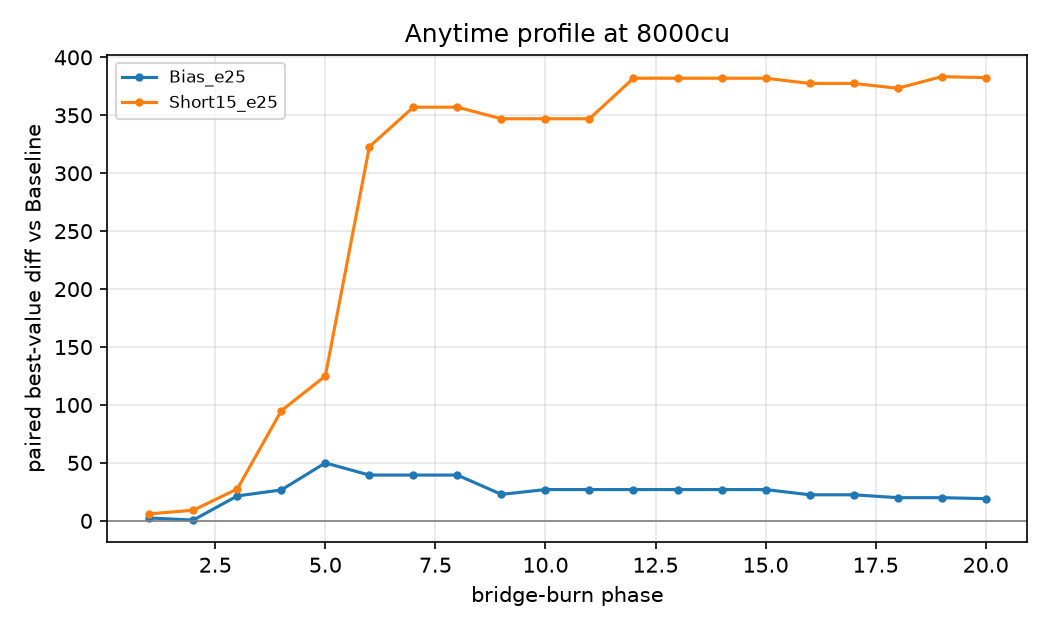 Anytime profile at 8000cu
Bias_e25
Short15_e25
paired best-value diff vs Baseline
400
350
300
250
200
150
100
50
0
2.5 5.0 7.5 10.0 12.5 15.0 17.5 20.0
bridge-burn phase